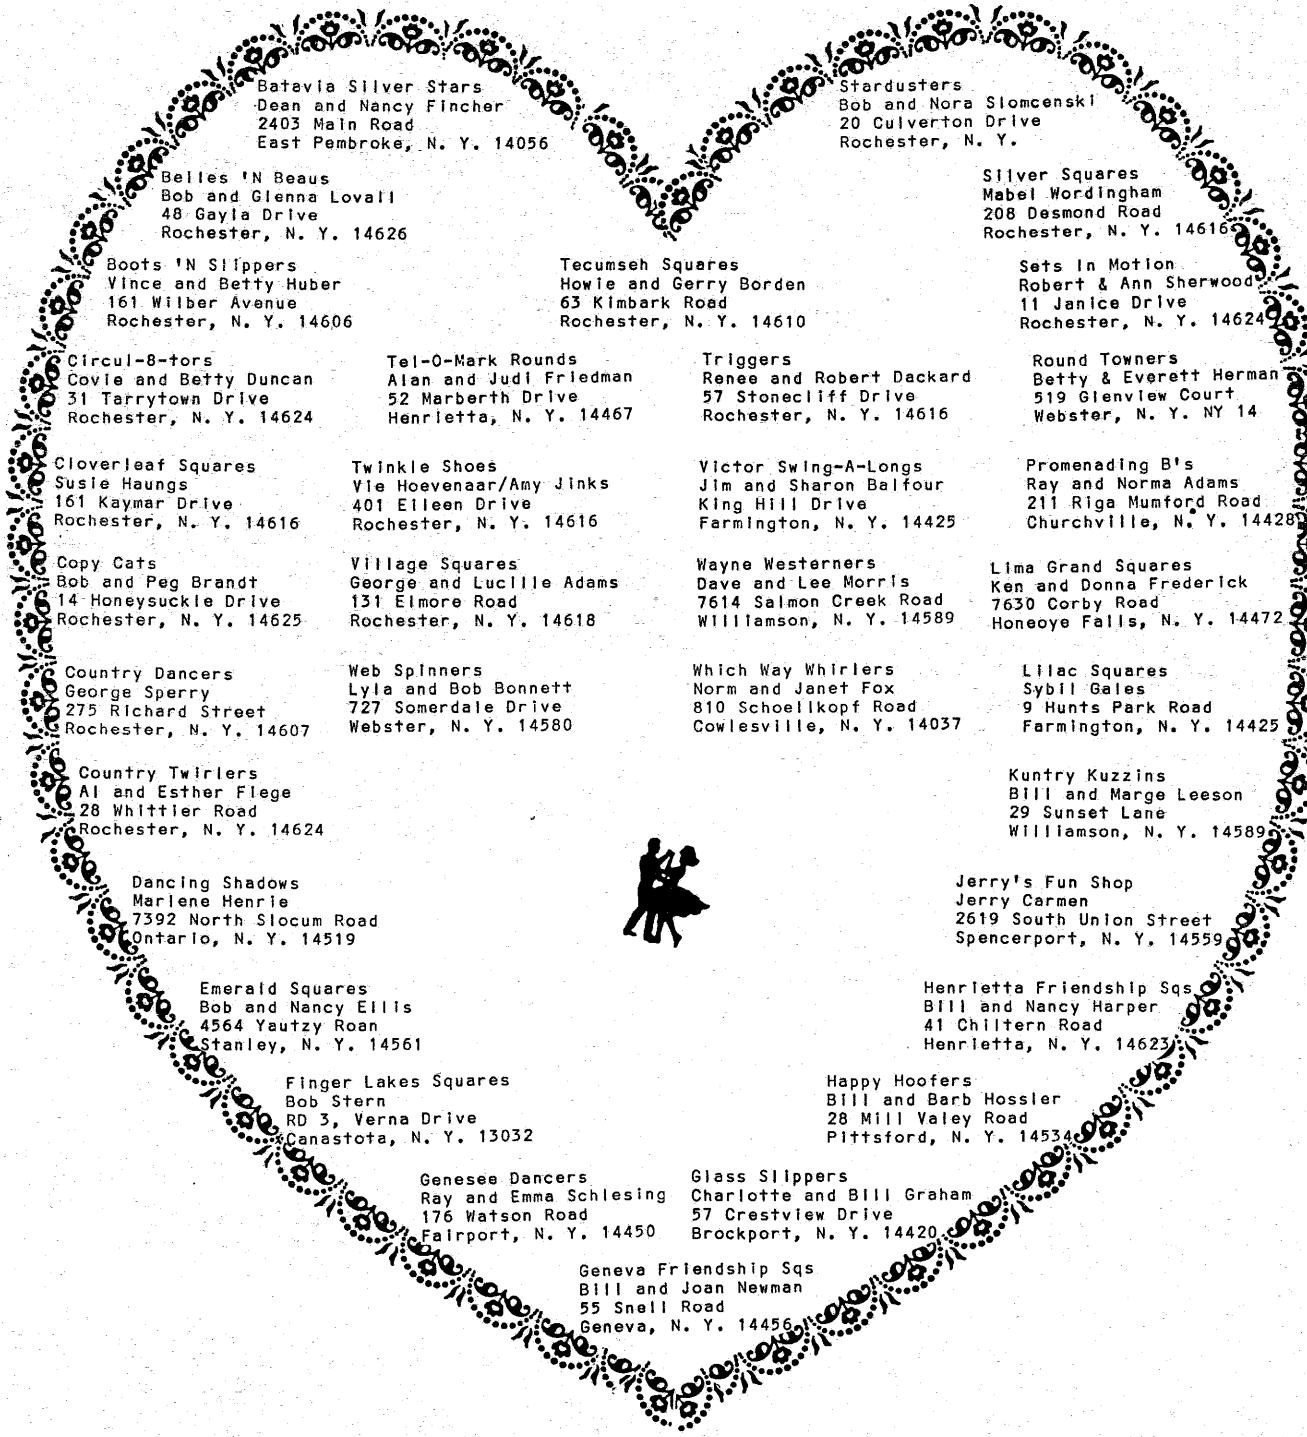 Batavia Silver Stars
Dean and Nancy Fincher
2403 Main Road
East Pembroke, N. Y. 14056
Stardusters
Bob and Nora Slomcenski
20 Culverton Drive
Rochester, N. Y.
Belles 'N Beaus
Bob and Glenna Lovall
48 Gayla Drive
Rochester, N. Y. 14626
Silver Squares
Mabel Wordingham
208 Desmond Road
Rochester, N. Y. 14616
Boots 'N Slippers
Vince and Betty Huber
161 Wilber Avenue
Rochester, N. Y. 14606
Tecumseh Squares
Howie and Gerry Borden
63 Kimbark Road
Rochester, N. Y. 14610
Sets In Motion
Robert & Ann Sherwood
11 Janice Drive
Rochester, N. Y. 14624
Circul-8-tors
Covie and Betty Duncan
31 Tarrytown Drive
Rochester, N. Y. 14624
Tel-O-Mark Rounds
Alan and Judi Friedman
52 Marberth Drive
Henrietta, N. Y. 14467
Triggers
Renee and Robert Dackard
57 Stonecliff Drive
Rochester, N. Y. 14616
Round Towners
Betty & Everett Herman
519 Glenview Court
Webster, N. Y. NY 14
Cloverleaf Squares
Susie Haungs
161 Kaymar Drive
Rochester, N. Y. 14616
Twinkle Shoes
Vie Hoevenaar/Amy Jinks
401 Eileen Drive
Rochester, N. Y. 14616
Victor Swing-A-Longs
Jim and Sharon Balfour
King Hill Drive
Farmington, N. Y. 14425
Promenading B's
Ray and Norma Adams
211 Riga Mumford Road
Churchville, N. Y. 14428
Copy Cats
Bob and Peg Brandt
14 Honeysuckle Drive
Rochester, N. Y. 14625
Village Squares
George and Lucille Adams
131 Elmore Road
Rochester, N. Y. 14618
Wayne Westerners
Dave and Lee Morris
7614 Salmon Creek Road
Williamson, N. Y. 14589
Lima Grand Squares
Ken and Donna Frederick
7630 Corby Road
Honeoye Falls, N. Y. 14472
Country Dancers
George Sperry
275 Richard Street
Rochester, N. Y. 14607
Web Spinners
Lyla and Bob Bonnett
727 Somerdale Drive
Webster, N. Y. 14580
Which Way Whirlers
Norm and Janet Fox
810 Schoellkopf Road
Cowlesville, N. Y. 14037
Lilac Squares
Sybil Gales
9 Hunts Park Road
Farmington, N. Y. 14425
Country Twirlers
Al and Esther Fiege
28 Whittier Road
Rochester, N. Y. 14624
Kuntry Kuzzins
Bill and Marge Leeson
29 Sunset Lane
Williamson, N. Y. 14589
Dancing Shadows
Marlene Henrie
7392 North Slocum Road
Ontario, N. Y. 14519
Jerry's Fun Shop
Jerry Carmen
2619 South Union Street
Spencerport, N. Y. 14559
Emerald Squares
Bob and Nancy Ellis
4564 Yautzy Roan
Stanley, N. Y. 14561
Henrietta Friendship Sqs
Bill and Nancy Harper
41 Chiltern Road
Henrietta, N. Y. 14623
Finger Lakes Squares
Bob Stern
RD 3, Verna Drive
Canastota, N. Y. 13032
Happy Hoofers
Bill and Barb Hossler
28 Mill Valey Road
Pittsford, N. Y. 14534
Genesee Dancers
Ray and Emma Schlesing
176 Watson Road
Fairport, N. Y. 14450
Glass Slippers
Charlotte and Bill Graham
57 Crestview Drive
Brockport, N. Y. 14420
Geneva Friendship Sqs
Bill and Joan Newman
55 Snell Road
Geneva, N. Y. 14456